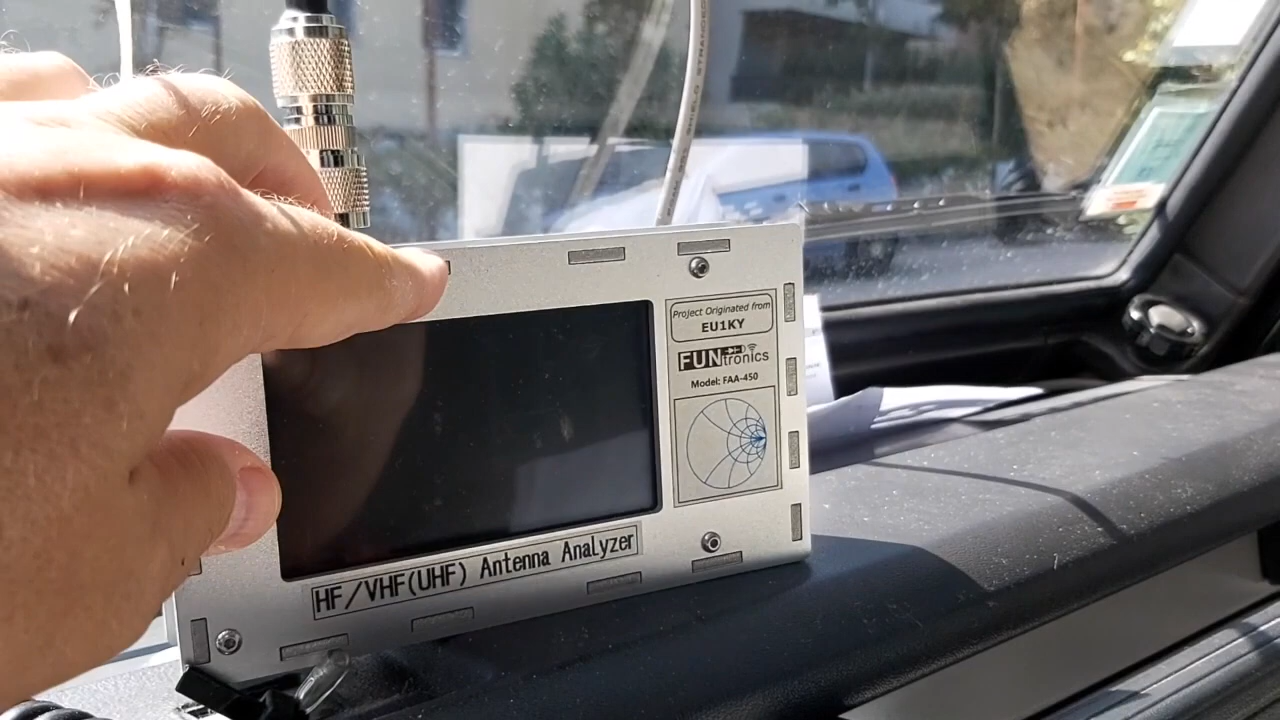 Project Originated from
EU1KY
FUNtronics
Model: FAA-450
HF/VHF(UHF) Antenna Analyzer